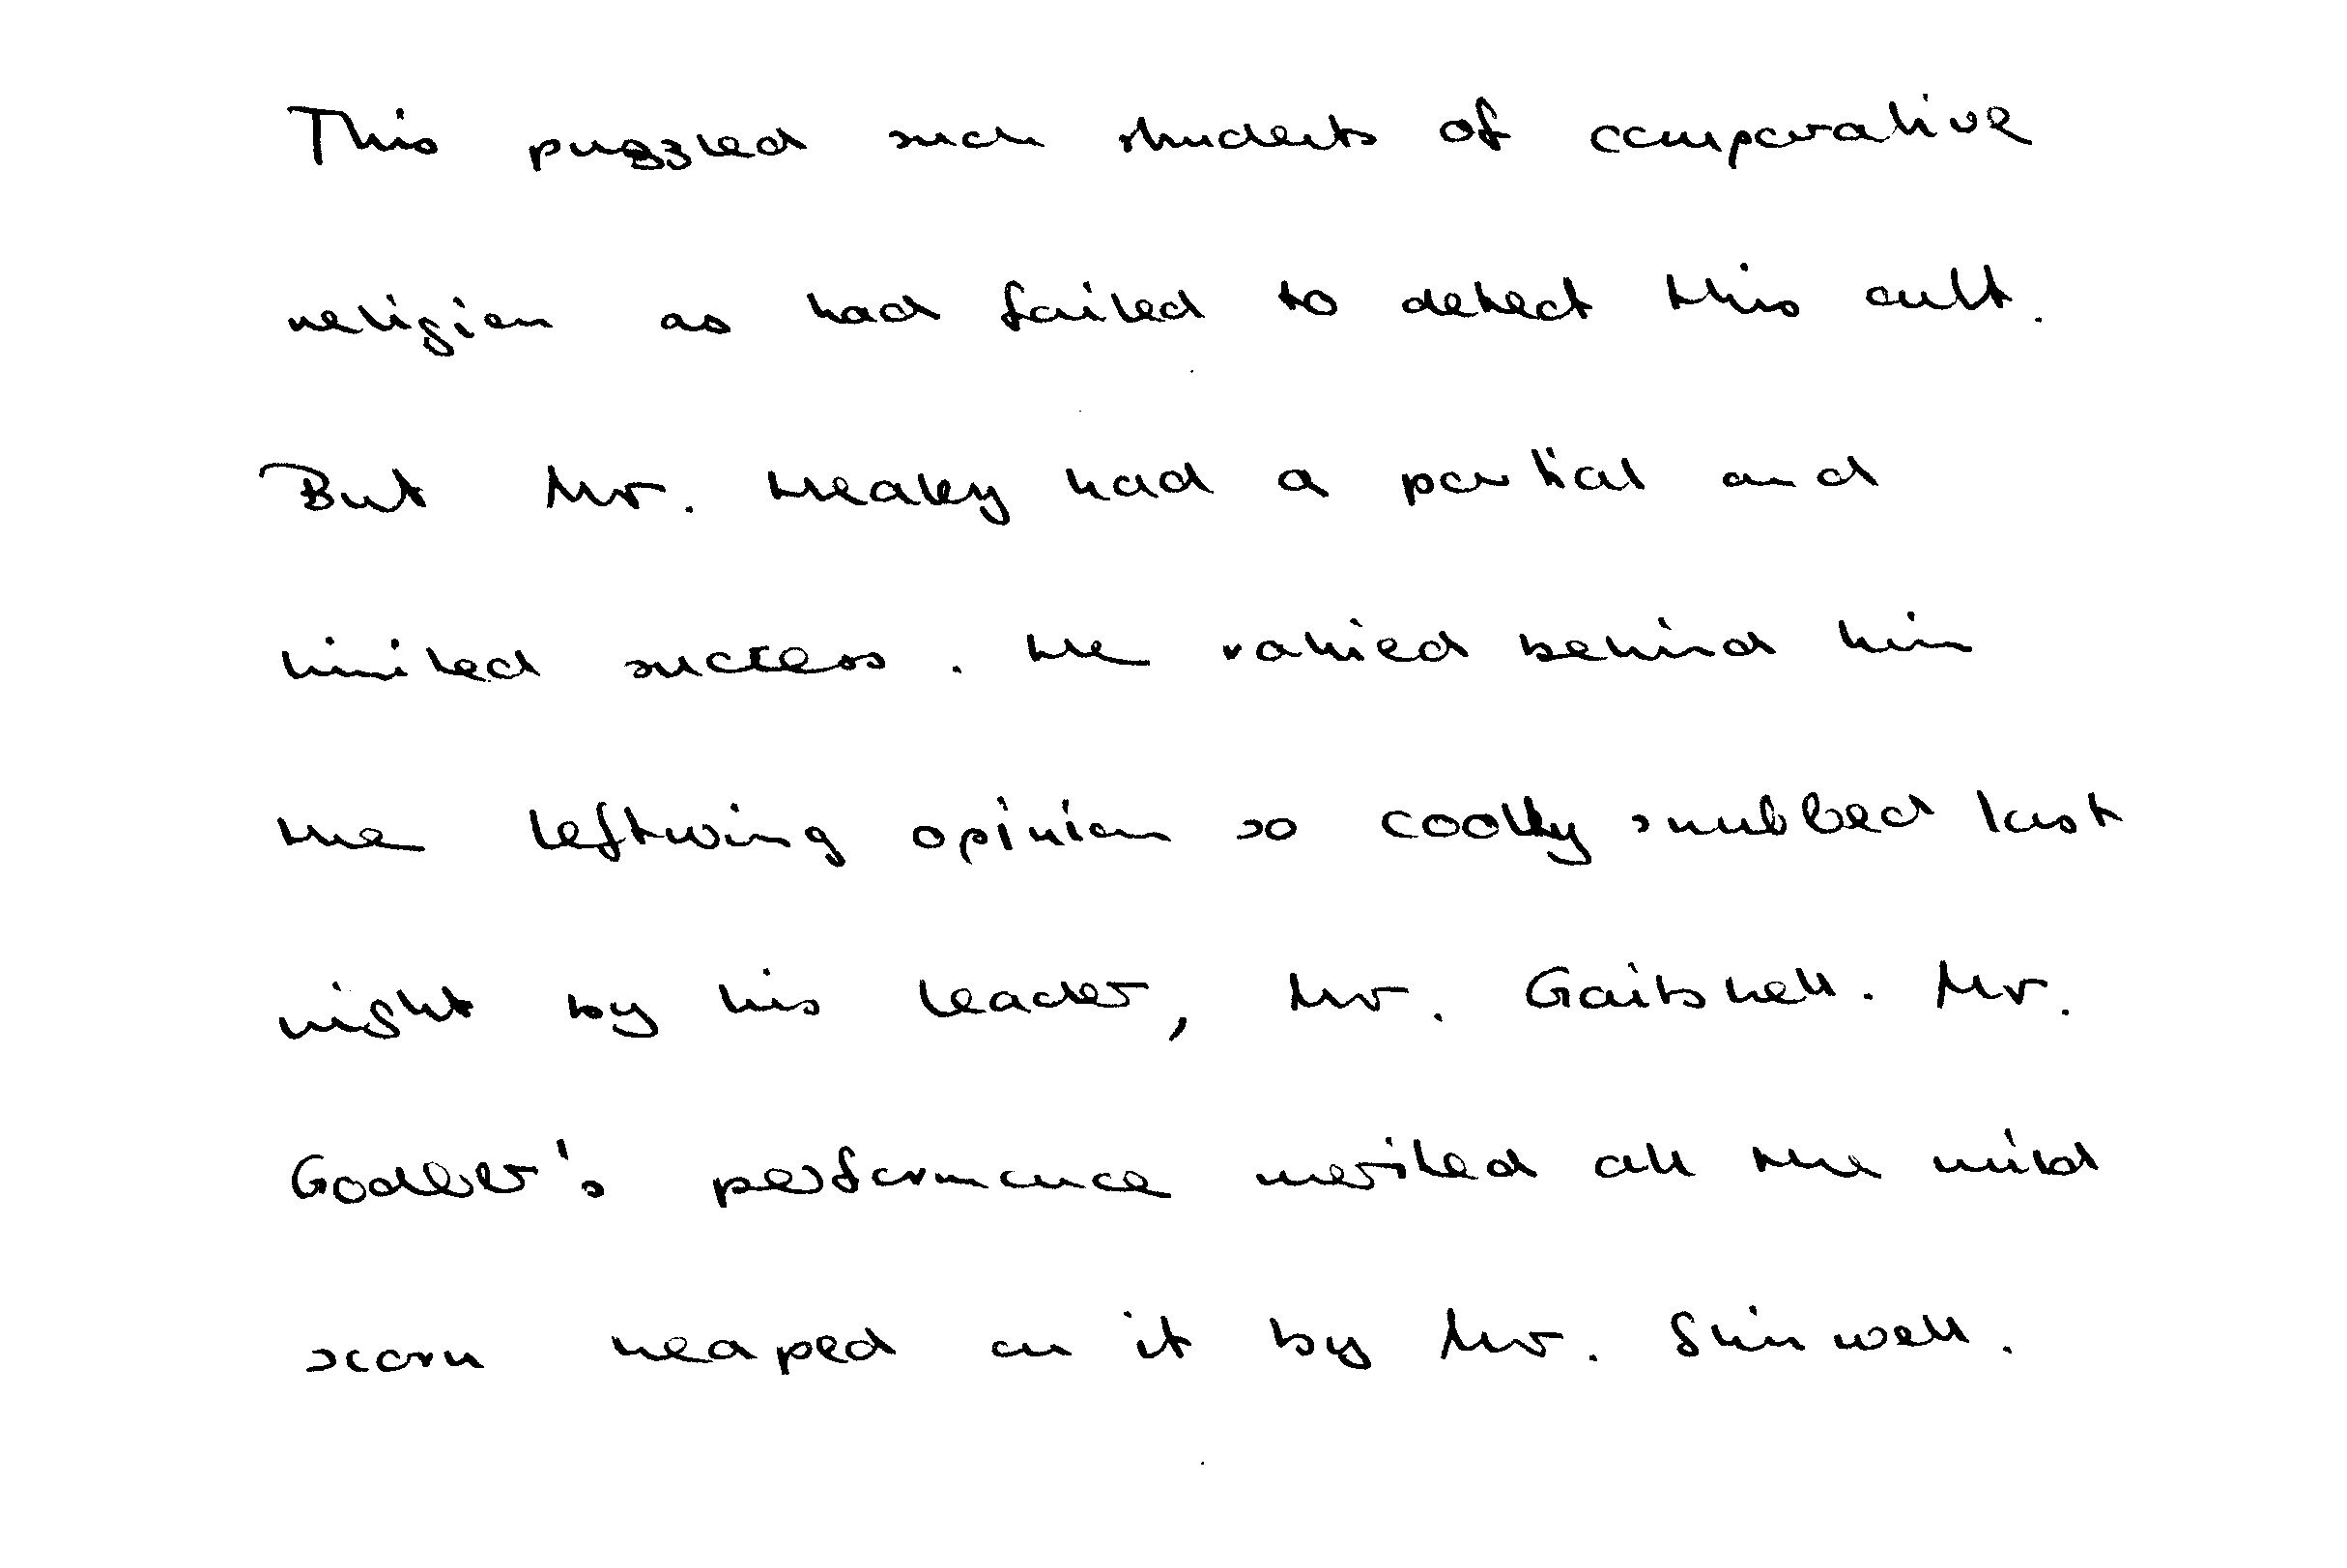 This puzzled such students of comparative
religion as had failed to detect this cult.
But Mr. Healey had a partial and
limited success. He rallied behind him
the leftwing opinion so coolly snubbed last
night by his leader, Mr. Gaitskell. Mr.
Godber's performance merited all the mild
scorn heaped on it by Mr. Shinwell.